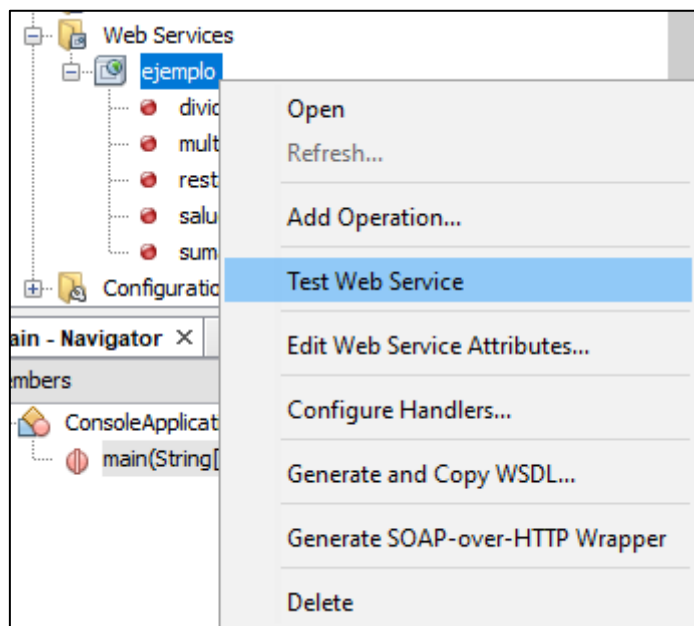 Web Services
ejemplo
divid
mult
rest
salu
sum
Configuratio
ain - Navigator ×
embers
ConsoleApplicat
main(String[
Open
Refresh...
Add Operation...
Test Web Service
Edit Web Service Attributes...
Configure Handlers...
Generate and Copy WSDL...
Generate SOAP-over-HTTP Wrapper
Delete